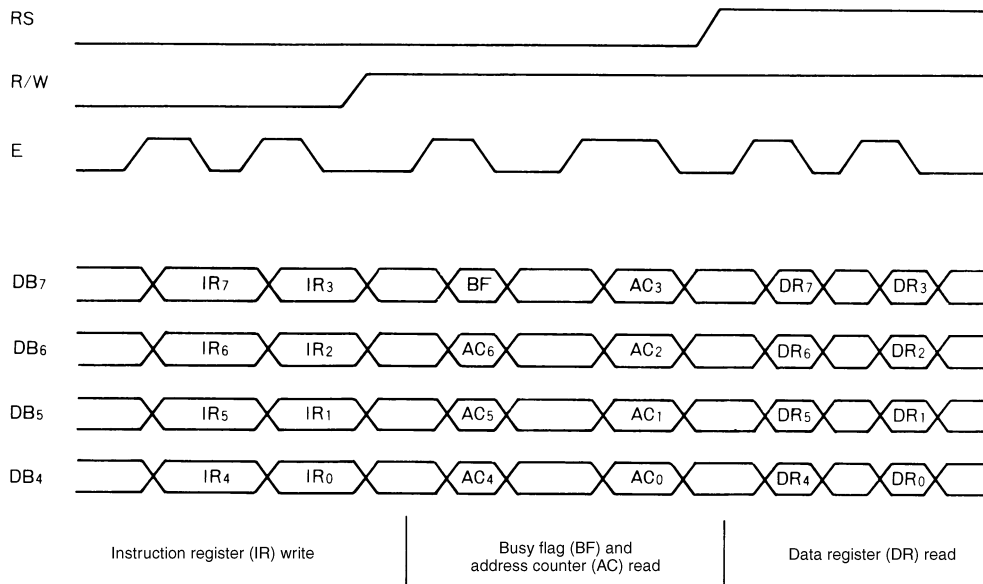 RS
R/W
E
DB7 IR7 IR3 BF AC3 DR7 DR3
DB6 IR6 IR2 AC6 AC2 DR6 DR2
DB5 IR5 IR1 AC5 AC1 DR5 DR1
DB4 IR4 IR0 AC4 AC0 DR4 DR0
Instruction register (IR) write
Busy flag (BF) and
address counter (AC) read
Data register (DR) read